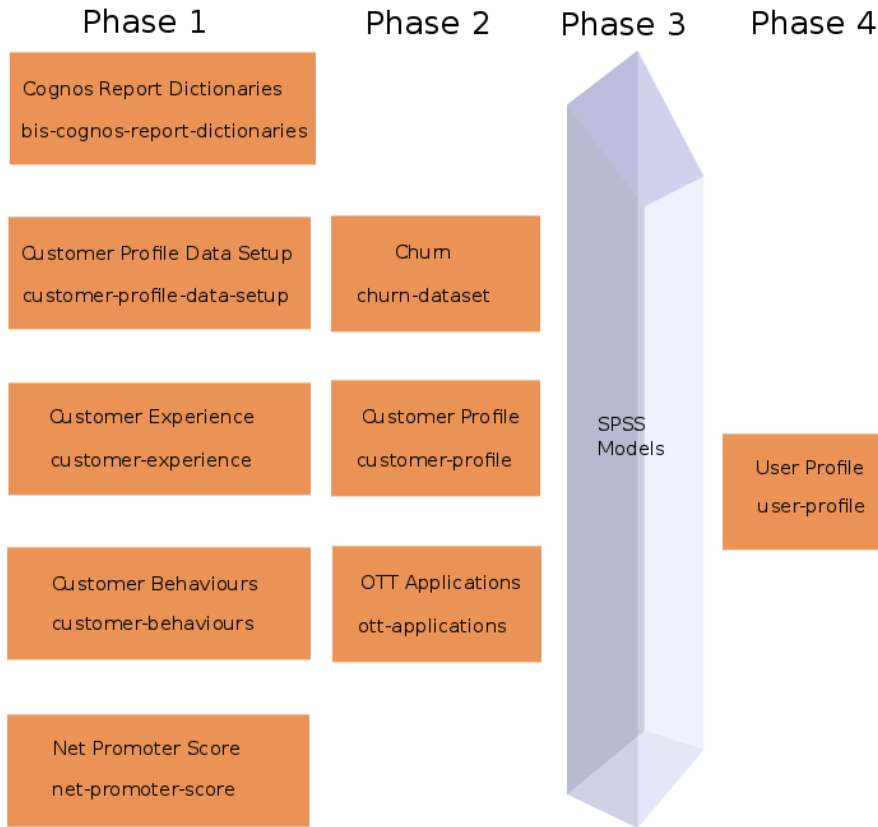 Phase 1
Phase 2
Phase 3
Phase 4
Cognos Report Dictionaries
bis-cognos-report-dictionaries
Customer Profile Data Setup
customer-profile-data-setup
Churn
churn-dataset
Customer Experience
customer-experience
Customer Profile
customer-profile
SPSS
Models
User Profile
user-profile
Customer Behaviours
customer-behaviours
OTT Applications
ott-applications
Net Promoter Score
net-promoter-score